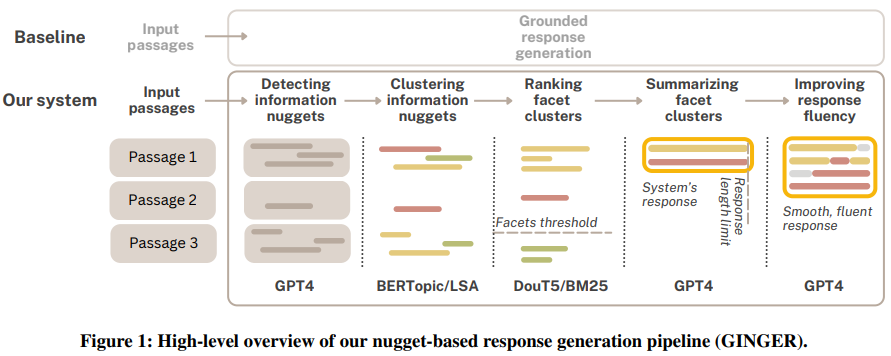 Baseline
Input
passages
Grounded
response
generation
Our system
Input
passages
Detecting
information
nuggets
Clustering
information
nuggets
Ranking
facet
clusters
Summarizing
facet
clusters
Improving
response
fluency
Passage 1
Passage 2
Passage 3
Facets threshold
System's
response
Response
length limit
Smooth, fluent
response
GPT4
BERTopic/LSA
DouT5/BM25
GPT4
GPT4
Figure 1: High-level overview of our nugget-based response generation pipeline (GINGER).